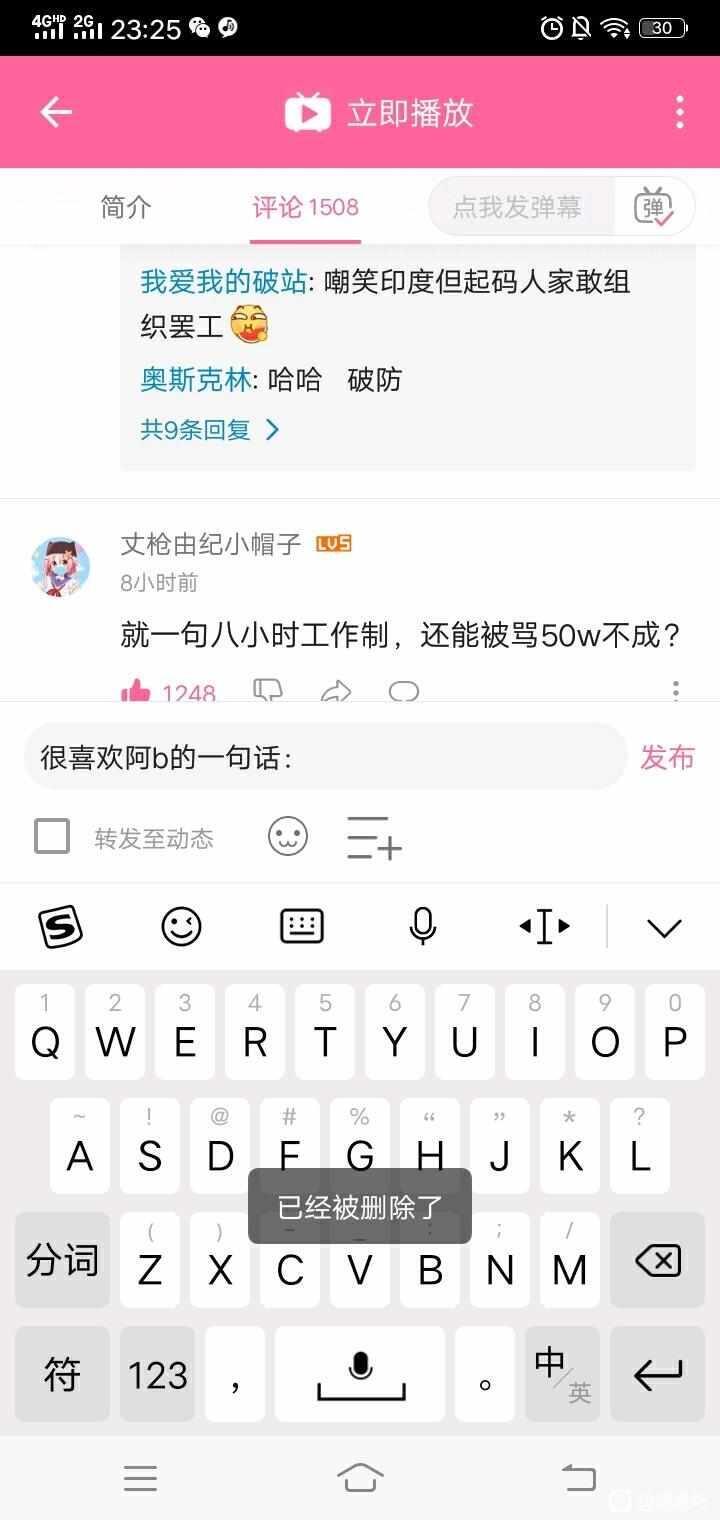 4GHD 2G 23:25 30
立即播放
简介 评论 1508 点我发弹幕 弹
我爱我的破站: 嘲笑印度但起码人家敢组
织罢工
奥斯克林: 哈哈 破防
共9条回复
丈枪由纪小帽子 LV5
8小时前
就一句八小时工作制，还能被骂50w不成？
1248
很喜欢阿b的一句话：
发布
转发至动态
S
1 2 3 4 5 6 7 8 9 0
Q W E R T Y U I O P
~ ! @ # % “ ” * ?
A S D F G H J K L
已经被删除了
( ) - _ : ; /
分词 Z X C V B N M
符 123 , 。 中/英